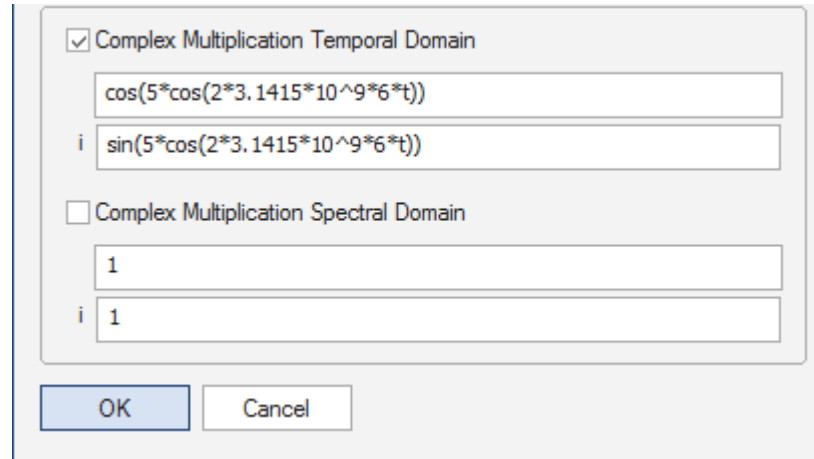 Complex Multiplication Temporal Domain
cos(5*cos(2*3.1415*10^9*6*t))
i sin(5*cos(2*3.1415*10^9*6*t))
Complex Multiplication Spectral Domain
1
i 1
OK Cancel